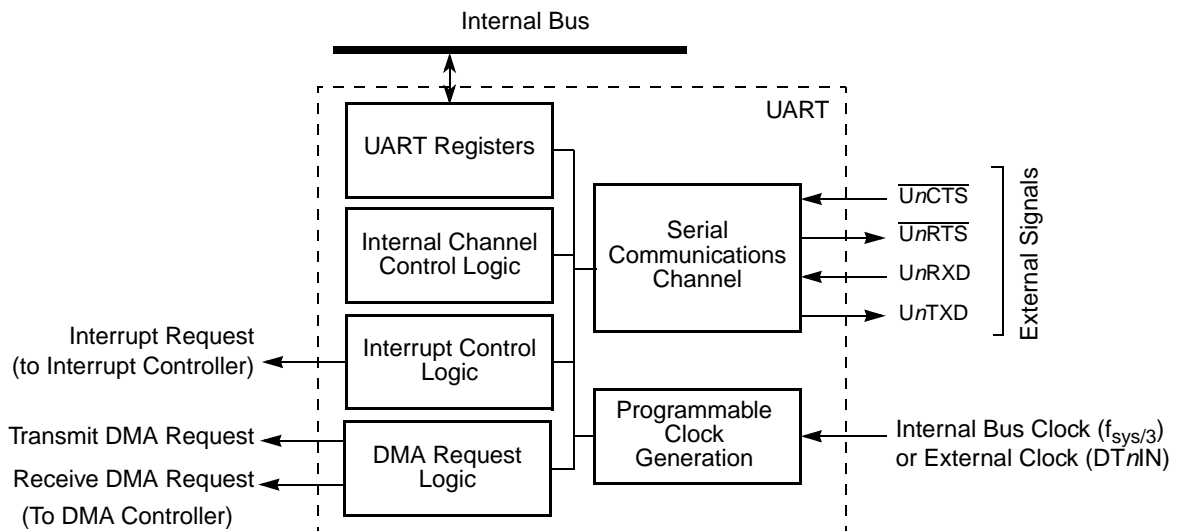 Internal Bus
UART
UART Registers
Internal Channel
Control Logic
Interrupt Control
Logic
DMA Request
Logic
Serial
Communications
Channel
Programmable
Clock
Generation
UnCTS
UnRTS
UnRXD
UnTXD
External Signals
Interrupt Request
(to Interrupt Controller)
Transmit DMA Request
Receive DMA Request
(To DMA Controller)
Internal Bus Clock (fsys/3)
or External Clock (DTnIN)